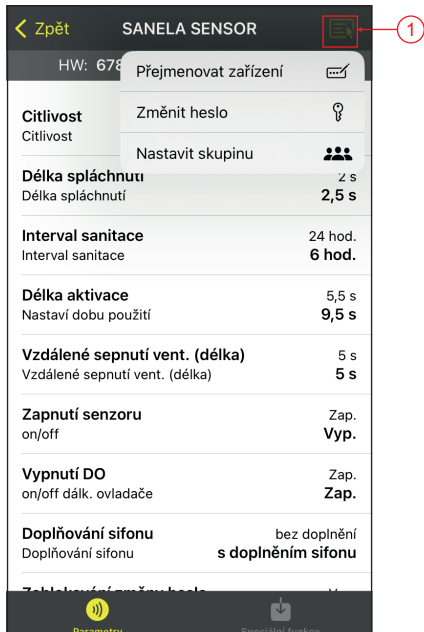 Zpět SANELA SENSOR 1
HW: 678
Přejmenovat zařízení
Změnit heslo
Nastavit skupinu
Citlivost
Citlivost
Délka spláchnutí 2 s
Délka spláchnutí 2,5 s
Interval sanitace 24 hod.
Interval sanitace 6 hod.
Délka aktivace 5,5 s
Nastaví dobu použití 9,5 s
Vzdálené sepnutí vent. (délka) 5 s
Vzdálené sepnutí vent. (délka) 5 s
Zapnutí senzoru Zap.
on/off Vyp.
Vypnutí DO Zap.
on/off dálk. ovladače Zap.
Doplňování sifonu bez doplnění
Doplňování sifonu s doplněním sifonu
Zablokování změny hesla
Parametry Speciální funkce